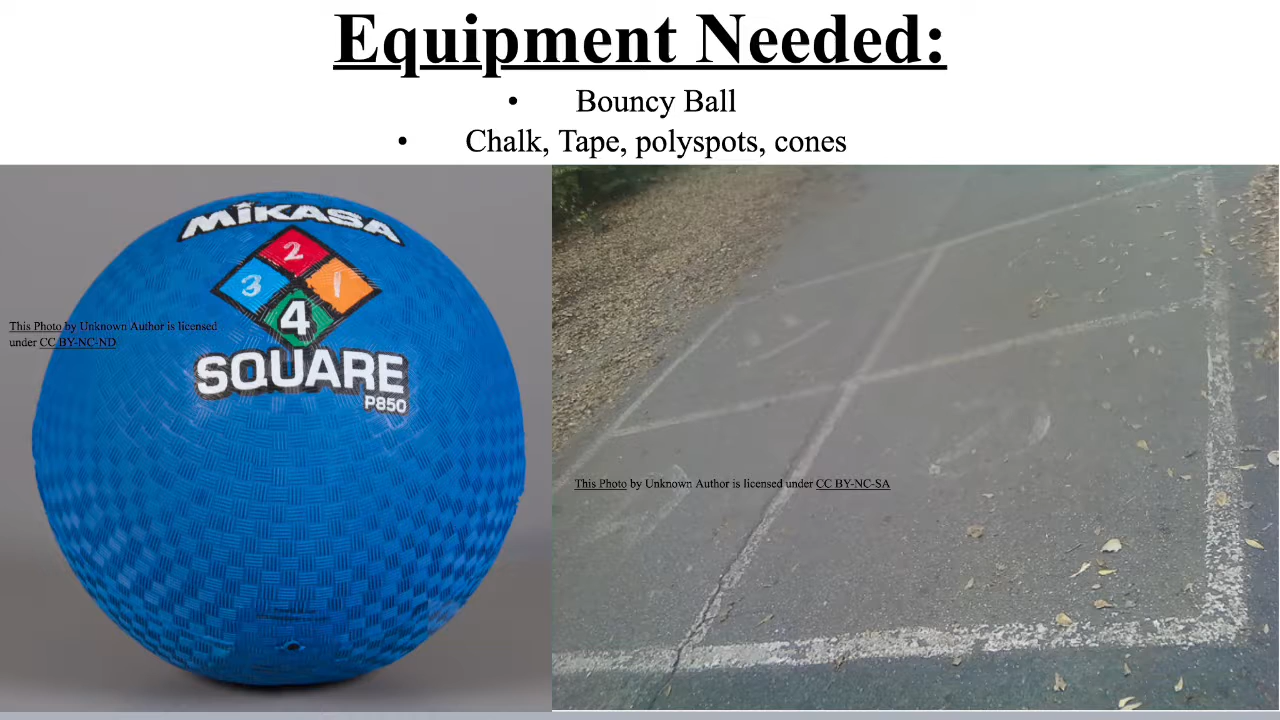 Equipment Needed:
• Bouncy Ball
• Chalk, Tape, polyspots, cones
MIKASA
2
3 1
4
SQUARE
P850
This Photo by Unknown Author is licensed
under CC BY-NC-ND
This Photo by Unknown Author is licensed under CC BY-NC-SA